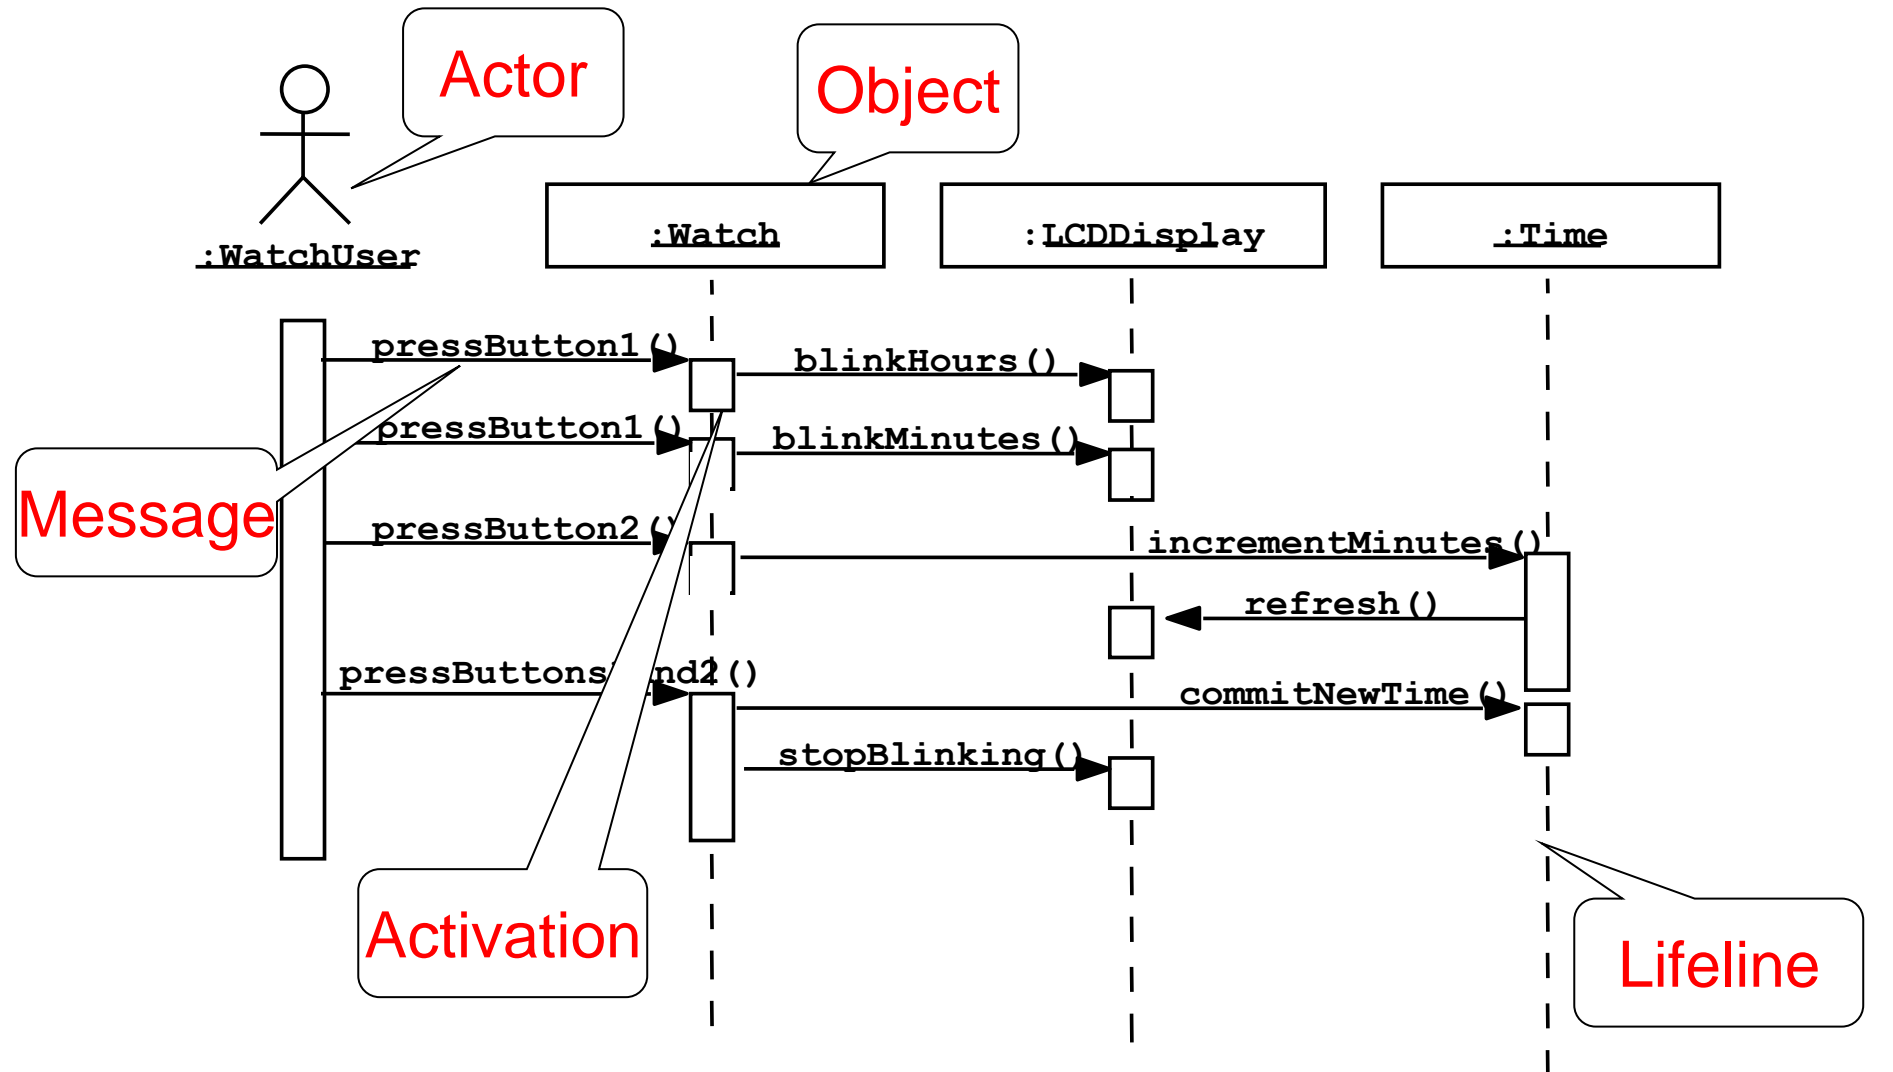 Actor
Object
:WatchUser
:Watch
:LCDDisplay
:Time
pressButton1()
blinkHours()
pressButton1()
blinkMinutes()
Message
pressButton2()
incrementMinutes()
refresh()
commitNewTime()
stopBlinking()
Activation
Lifeline